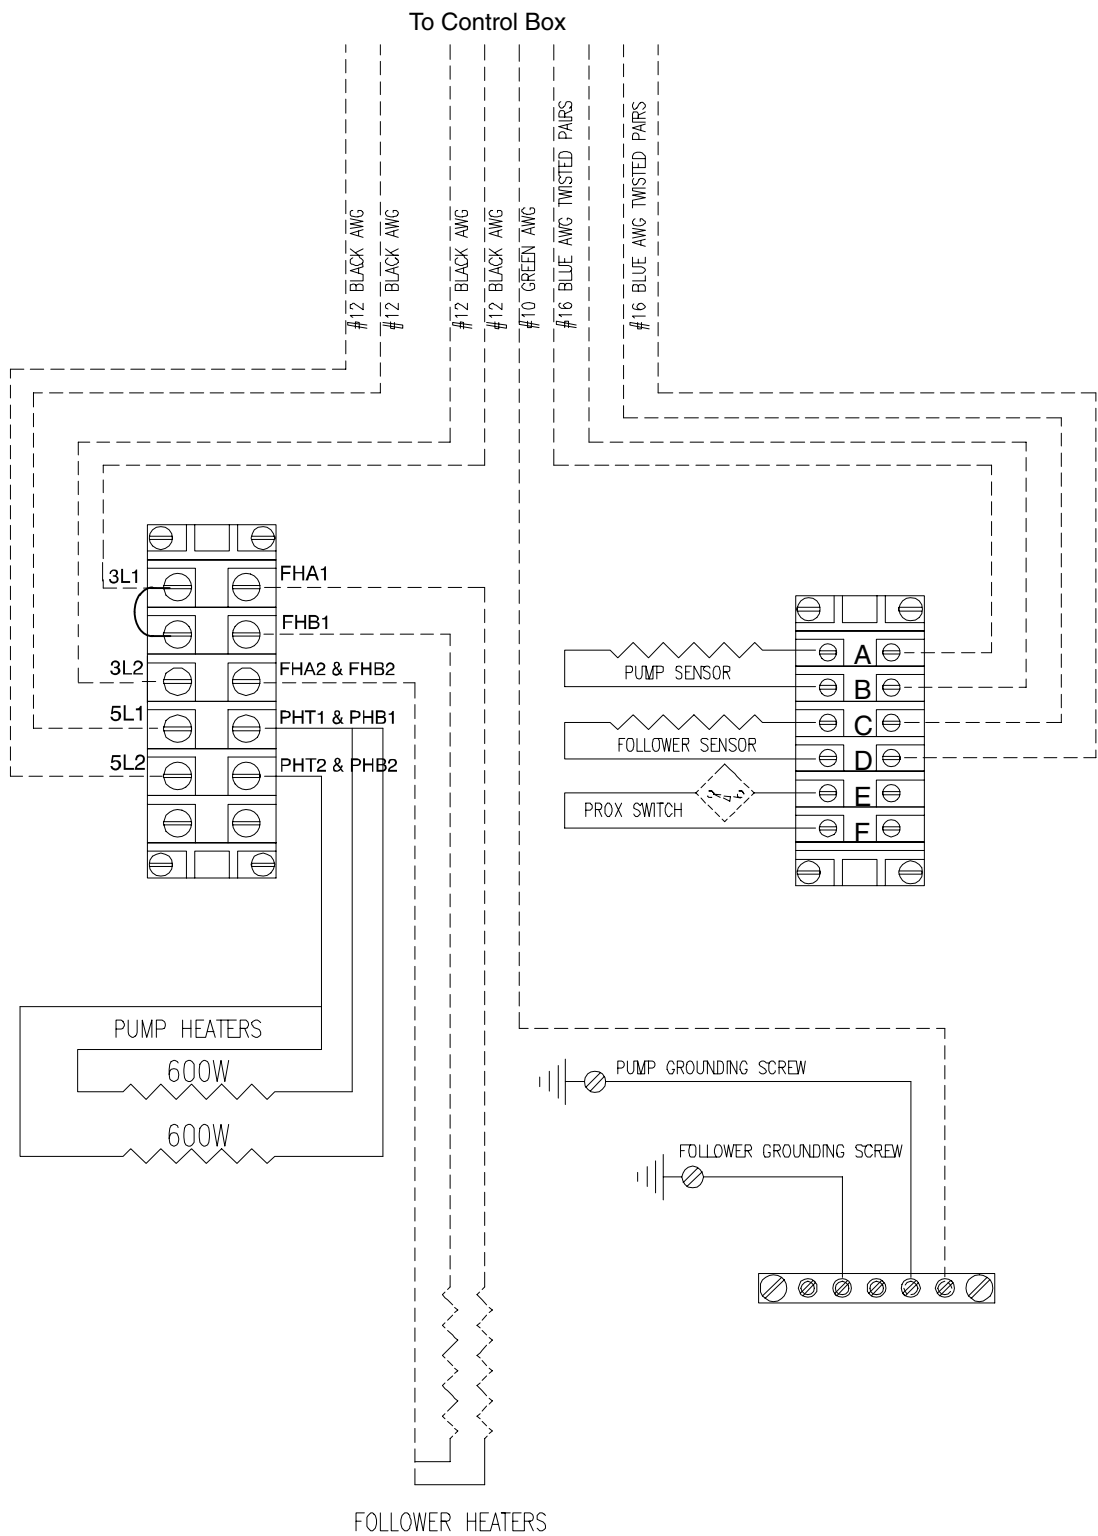 To Control Box
#12 BLACK AWG
#12 BLACK AWG
#12 BLACK AWG
#12 BLACK AWG
#10 GREEN AWG
#16 BLUE AWG TWISTED PAIRS
#16 BLUE AWG TWISTED PAIRS
3L1
FHA1
FHB1
3L2
FHA2 & FHB2
5L1
PHT1 & PHB1
5L2
PHT2 & PHB2
A
PUMP SENSOR
B
C
FOLLOWER SENSOR
D
E
PROX SWITCH
F
PUMP HEATERS
600W
600W
PUMP GROUNDING SCREW
FOLLOWER GROUNDING SCREW
FOLLOWER HEATERS